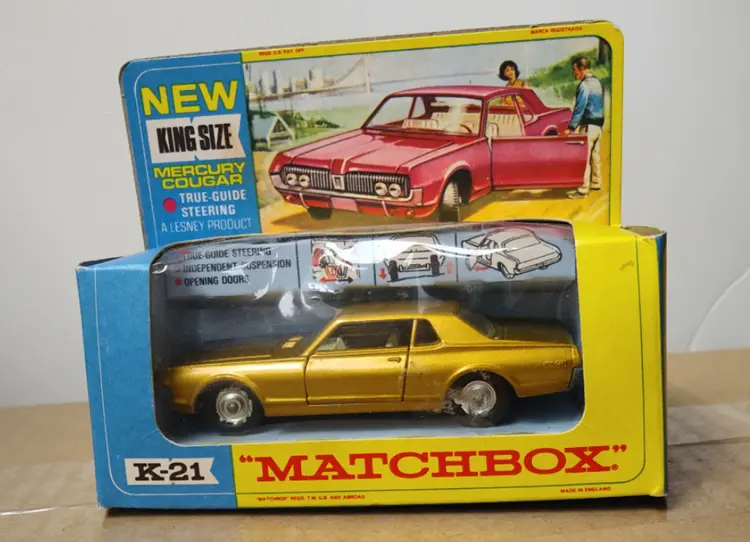 REGD. U.S. PAT. OFF.
MARCA REGISTRADA
NEW
KING SIZE
MERCURY
COUGAR
TRUE-GUIDE
STEERING
A LESNEY PRODUCT
TRUE-GUIDE STEERING
INDEPENDENT SUSPENSION
OPENING DOORS
K-21
"MATCHBOX"
"MATCHBOX" REGD. T.M. G.B. AND ABROAD
MADE IN ENGLAND